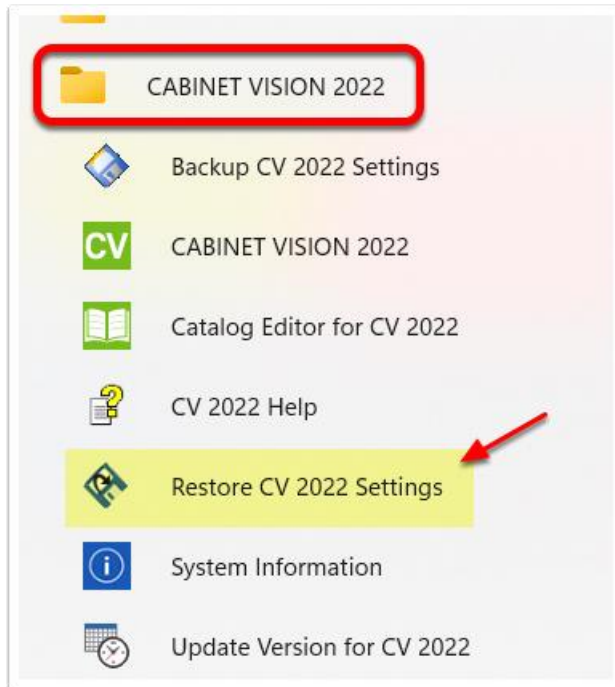 CABINET VISION 2022
Backup CV 2022 Settings
CV CABINET VISION 2022
Catalog Editor for CV 2022
CV 2022 Help
Restore CV 2022 Settings
System Information
Update Version for CV 2022